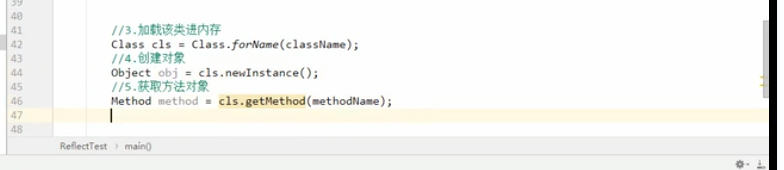 39
40
41 //3.加载该类进内存
42 Class cls = Class.forName(className);
43 //4.创建对象
44 Object obj = cls.newInstance();
45 //5.获取方法对象
46 Method method = cls.getMethod(methodName);
47
48
ReflectTest › main()